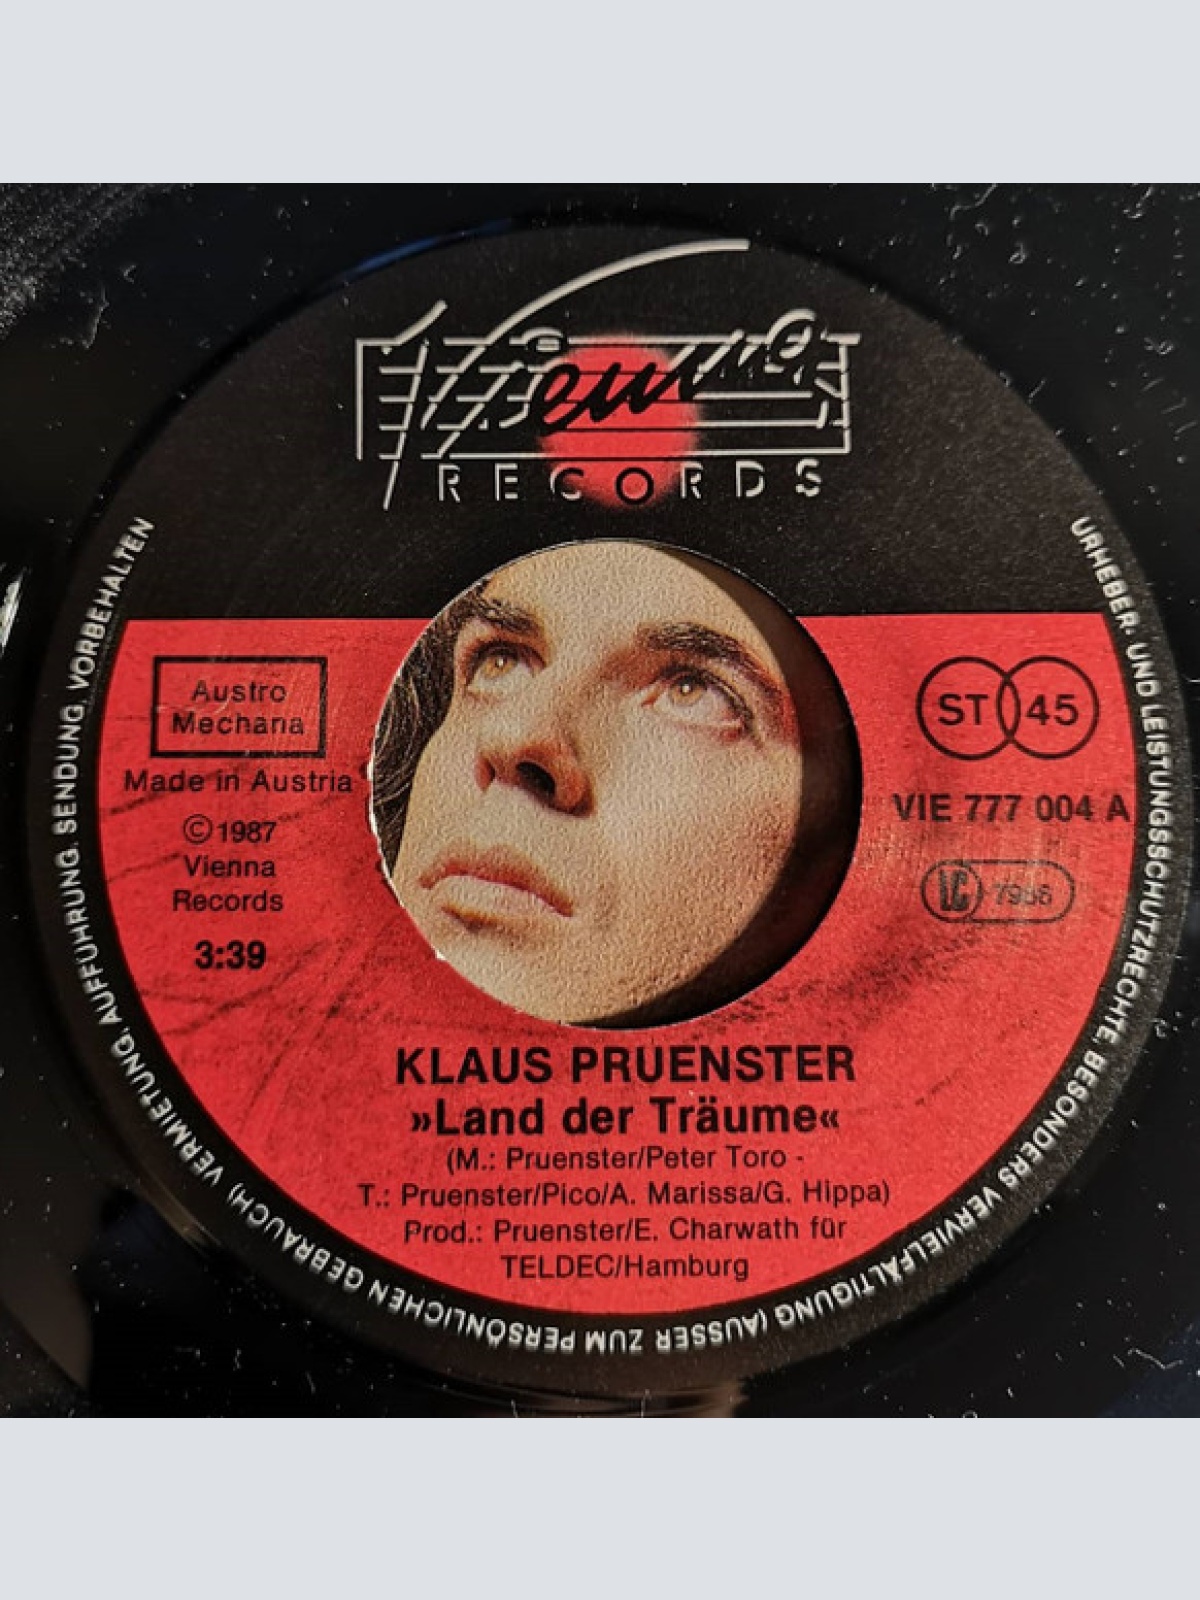 Vienna
RECORDS
Austro
Mechana
Made in Austria
© 1987
Vienna
Records
3:39
ST 45
VIE 777 004 A
LC
KLAUS PRUENSTER
»Land der Träume«
(M.: Pruenster/Peter Toro -
T.: Pruenster/Pico/A. Marissa/G. Hippa)
Prod.: Pruenster/E. Charwath für
TELDEC/Hamburg
URHEBER- UND LEISTUNGSSCHUTZRECHTE, BESONDERS VERVIELFÄLTIGUNG (AUSSER ZUM PERSÖNLICHEN GEBRAUCH) VERMIETUNG, AUFFÜHRUNG, SENDUNG, VORBEHALTEN